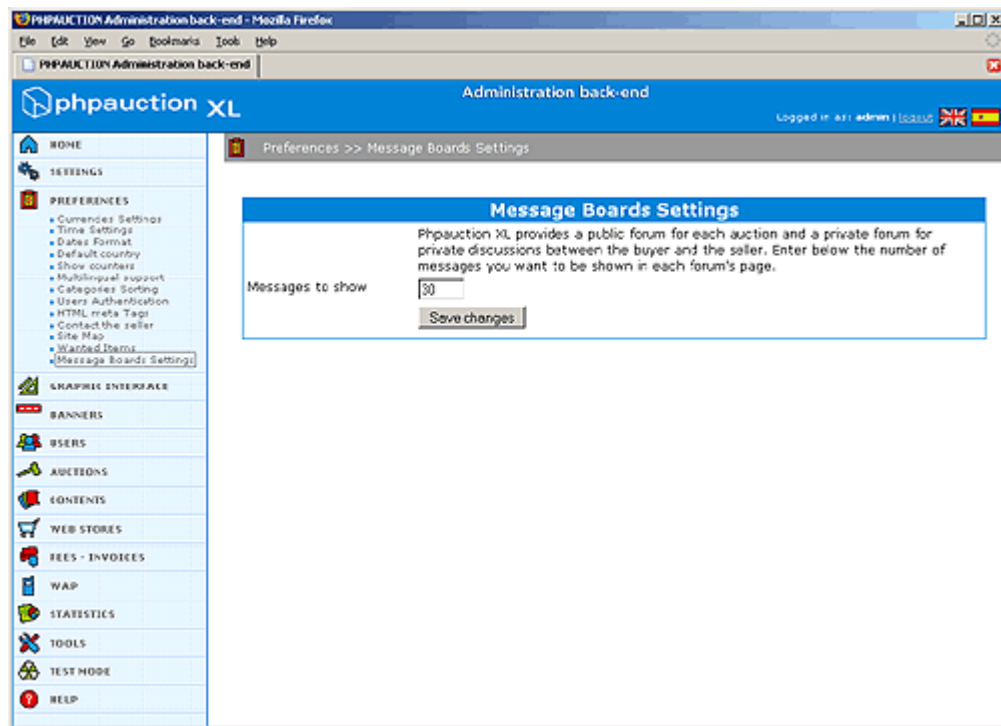 PHPAUCTION Administration back-end - Mozilla Firefox
File Edit View Go Bookmarks Tools Help
PHPAUCTION Administration back-end
phpauction XL
Administration back-end
Logged in as: admin | logout
HOME
SETTINGS
PREFERENCES
Currencies Settings
Time Settings
Dates Format
Default country
Show counters
Multilingual support
Categories Sorting
Users Authentication
HTML meta Tags
Contact the seller
Site Map
Wanted Items
Message Boards Settings
GRAPHIC INTERFACE
BANNERS
USERS
AUCTIONS
CONTENTS
WEB STORES
FEES - INVOICES
WAP
STATISTICS
TOOLS
TEST MODE
HELP
Preferences >> Message Boards Settings
Message Boards Settings
Phpauction XL provides a public forum for each auction and a private forum for
private discussions between the buyer and the seller. Enter below the number of
messages you want to be shown in each forum's page.
Messages to show 30
Save changes